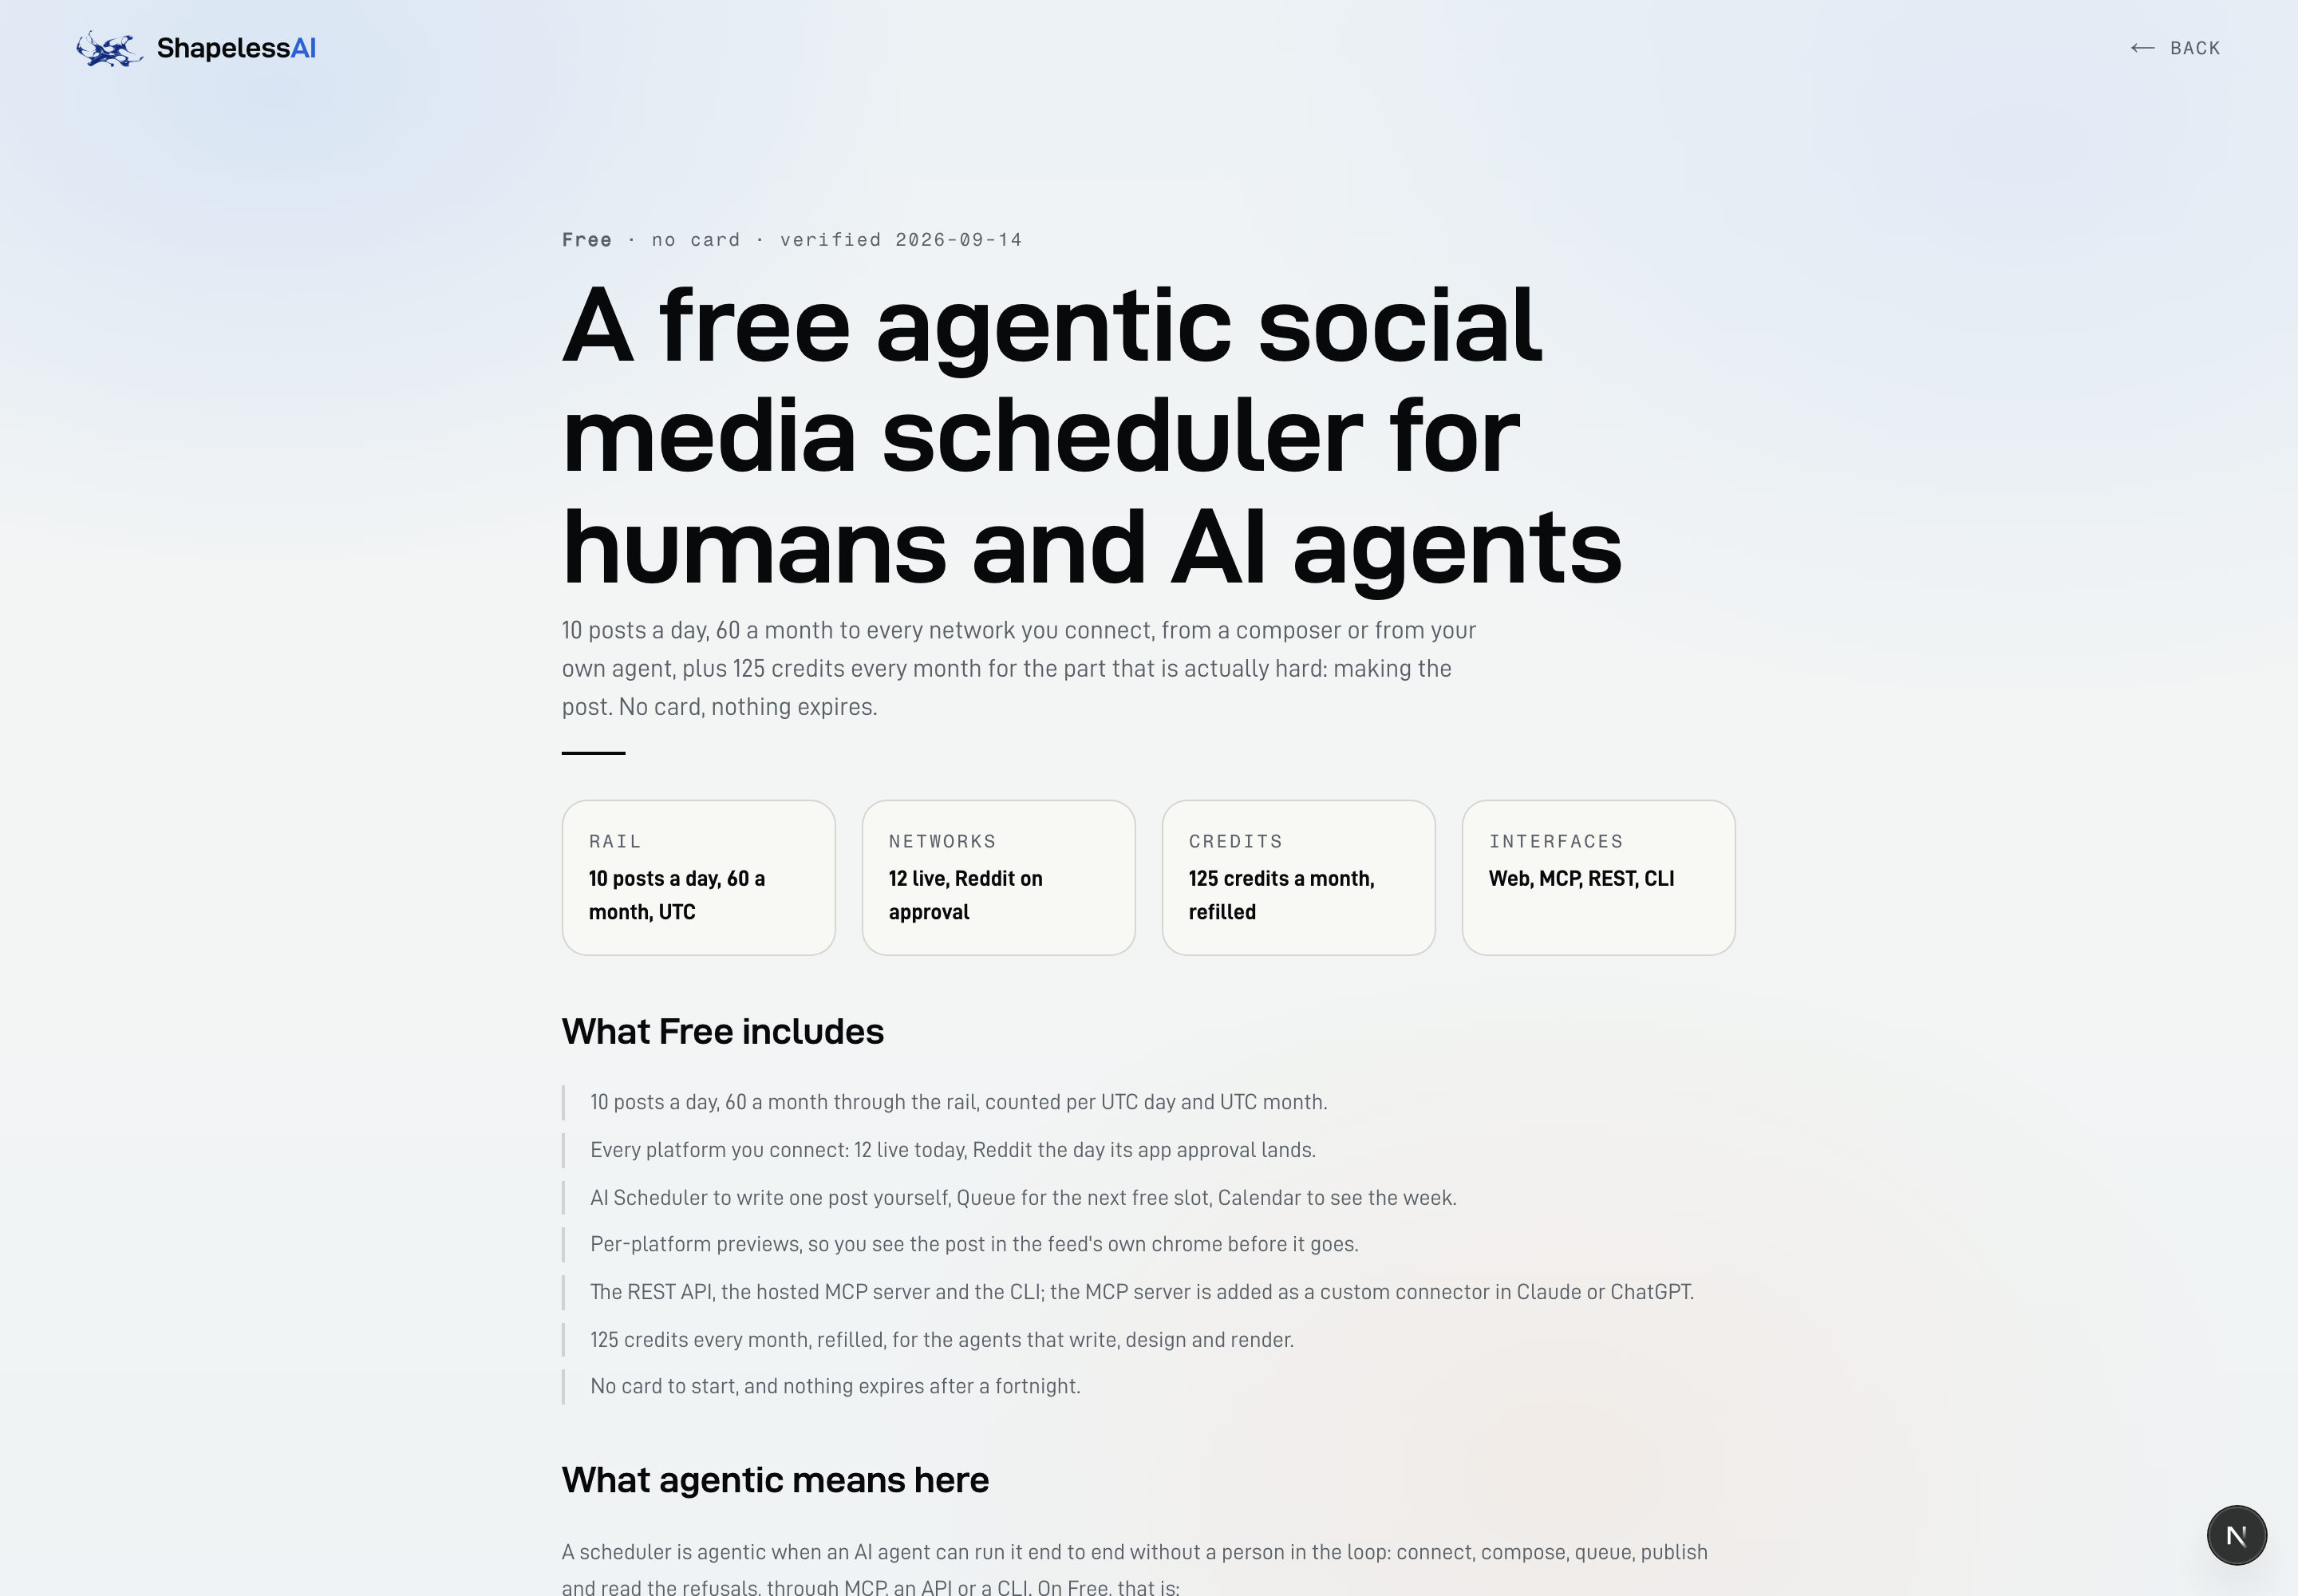 ShapelessAI
← BACK
Free · no card · verified 2026-09-14
A free agentic social
media scheduler for
humans and AI agents
10 posts a day, 60 a month to every network you connect, from a composer or from your
own agent, plus 125 credits every month for the part that is actually hard: making the
post. No card, nothing expires.
RAIL
10 posts a day, 60 a
month, UTC
NETWORKS
12 live, Reddit on
approval
CREDITS
125 credits a month,
refilled
INTERFACES
Web, MCP, REST, CLI
What Free includes
10 posts a day, 60 a month through the rail, counted per UTC day and UTC month.
Every platform you connect: 12 live today, Reddit the day its app approval lands.
AI Scheduler to write one post yourself, Queue for the next free slot, Calendar to see the week.
Per-platform previews, so you see the post in the feed's own chrome before it goes.
The REST API, the hosted MCP server and the CLI; the MCP server is added as a custom connector in Claude or ChatGPT.
125 credits every month, refilled, for the agents that write, design and render.
No card to start, and nothing expires after a fortnight.
What agentic means here
A scheduler is agentic when an AI agent can run it end to end without a person in the loop: connect, compose, queue, publish
and read the refusals, through MCP, an API or a CLI. On Free, that is:
N